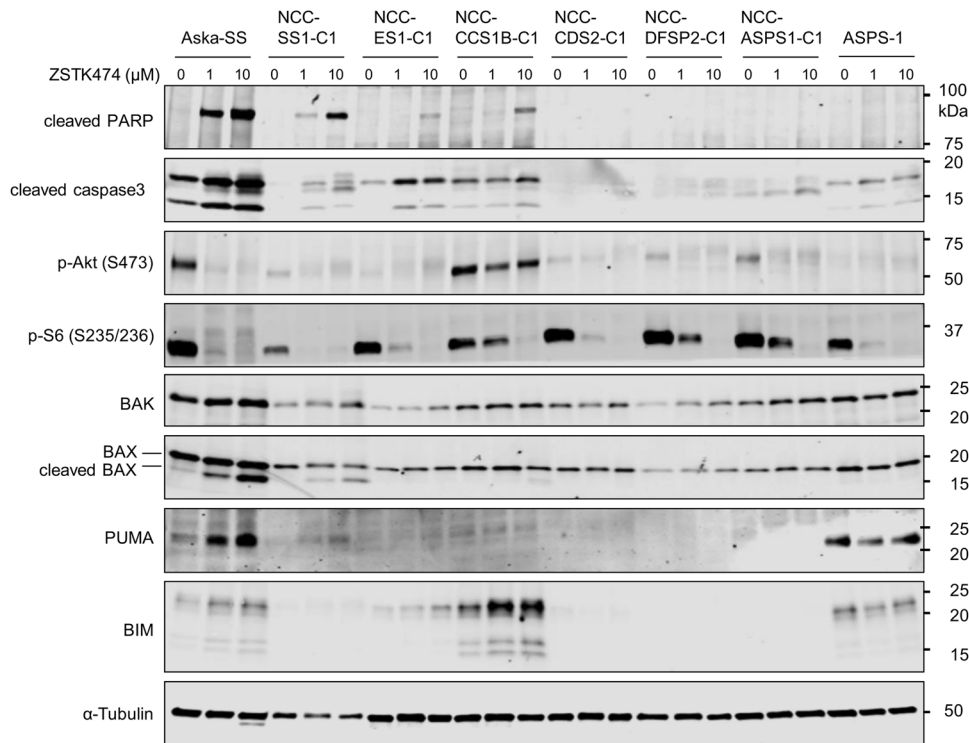 Aska-SS
NCC-
SS1-C1
NCC-
ES1-C1
NCC-
CCS1B-C1
NCC-
CDS2-C1
NCC-
DFSP2-C1
NCC-
ASPS1-C1
ASPS-1
ZSTK474 (μM) 0 1 10 0 1 10 0 1 10 0 1 10 0 1 10 0 1 10 0 1 10 0 1 10
cleaved PARP
100
kDa
75
cleaved caspase3
20
15
p-Akt (S473)
75
50
p-S6 (S235/236)
37
BAK
25
20
BAX
cleaved BAX
20
15
PUMA
25
20
BIM
25
20
15
α-Tubulin
50